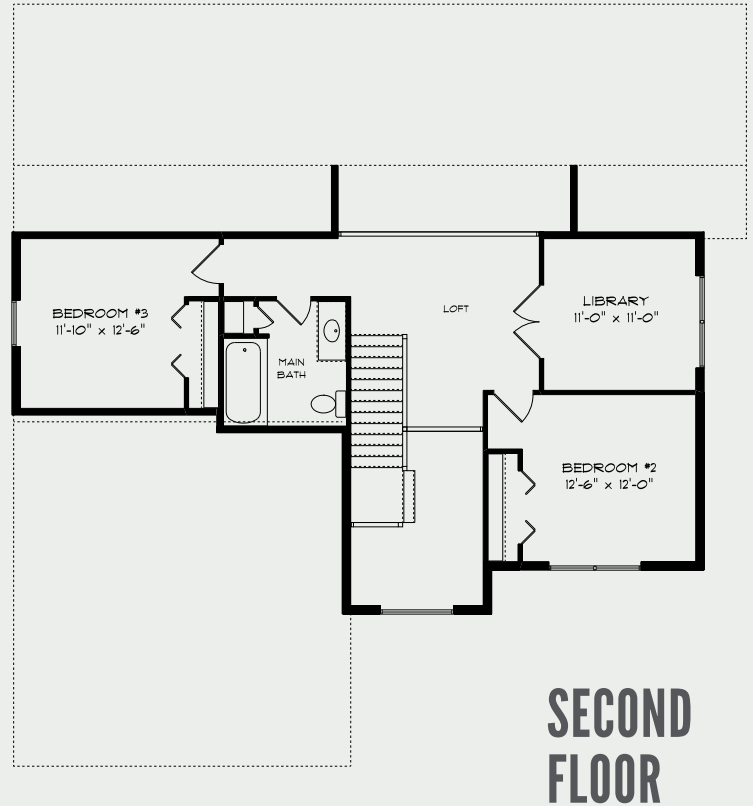 BEDROOM #3
11'-10" x 12'-6"
MAIN
BATH
LOFT
LIBRARY
11'-0" x 11'-0"
BEDROOM #2
12'-6" x 12'-0"
SECOND
FLOOR